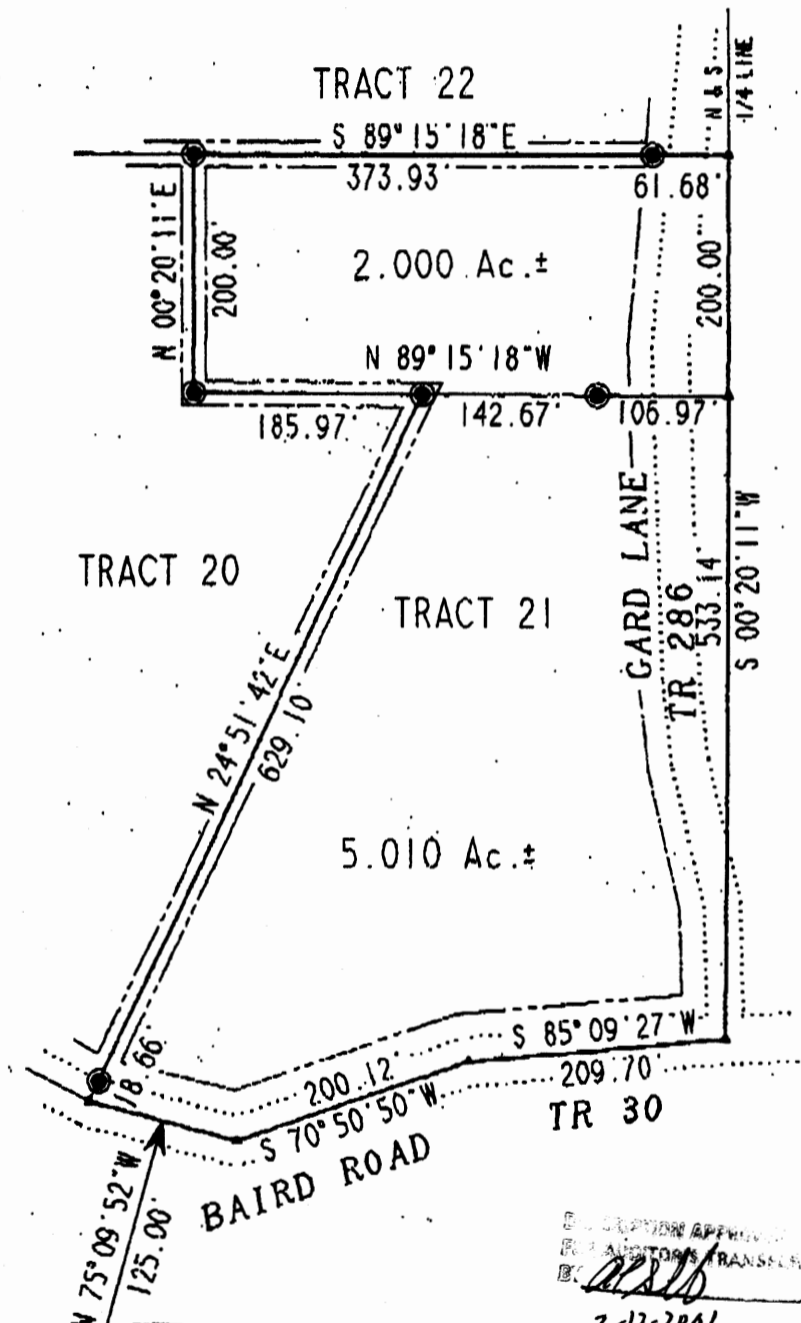 TRACT 22
N & S
1/4 LINE
S 89° 15' 18" E
373.93'
61.68'
N 00° 20' 11" E
200.00'
2.000 Ac.±
200.00'
N 89° 15' 18" W
185.97'
142.67'
106.97'
TRACT 20
TRACT 21
GARD LANE
TR 286
533.14'
S 00° 20' 11" W
N 24° 51' 42" E
629.10'
5.010 Ac.±
18.66'
S 85° 09' 27" W
209.70'
200.12'
S 70° 50' 50" W
TR 30
BAIRD ROAD
N 75° 09' 52" W
125.00'
APPROVED
AUDITOR'S TRANSFER